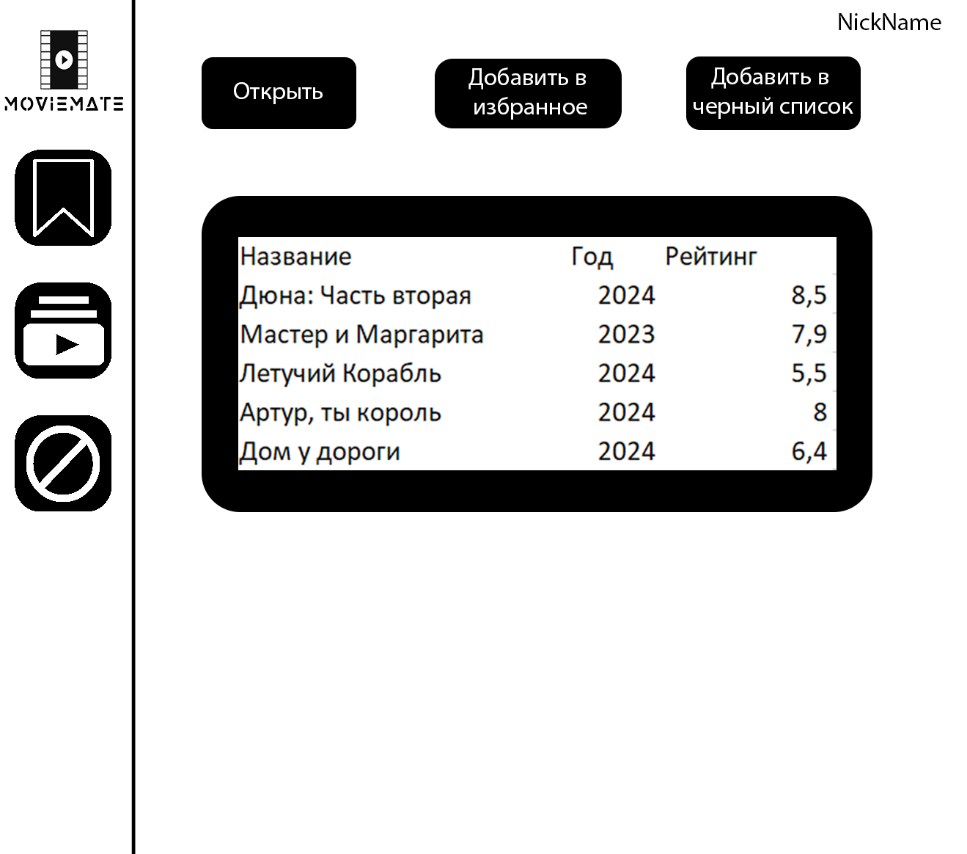 NickName
MOVIEMATE
Открыть
Добавить в
избранное
Добавить в
черный список
Название Год Рейтинг
Дюна: Часть вторая 2024 8,5
Мастер и Маргарита 2023 7,9
Летучий Корабль 2024 5,5
Артур, ты король 2024 8
Дом у дороги 2024 6,4